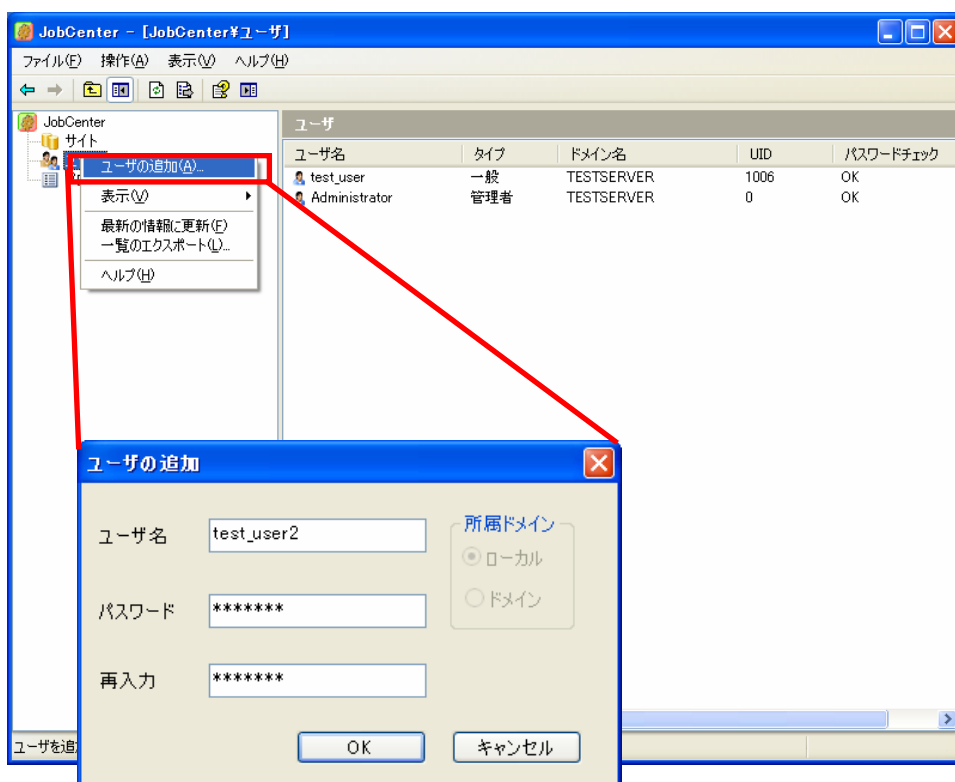 JobCenter - [JobCenter¥ユーザ]
ファイル(F) 操作(A) 表示(V) ヘルプ(H)
JobCenter
サイト
ユーザの追加(A)...
表示(V)
最新の情報に更新(F)
一覧のエクスポート(L)...
ヘルプ(H)
ユーザ
ユーザ名 タイプ ドメイン名 UID パスワードチェック
test_user 一般 TESTSERVER 1006 OK
Administrator 管理者 TESTSERVER 0 OK
ユーザの追加
ユーザ名 test_user2
パスワード *******
再入力 *******
所属ドメイン
ローカル
ドメイン
OK キャンセル
ユーザを追